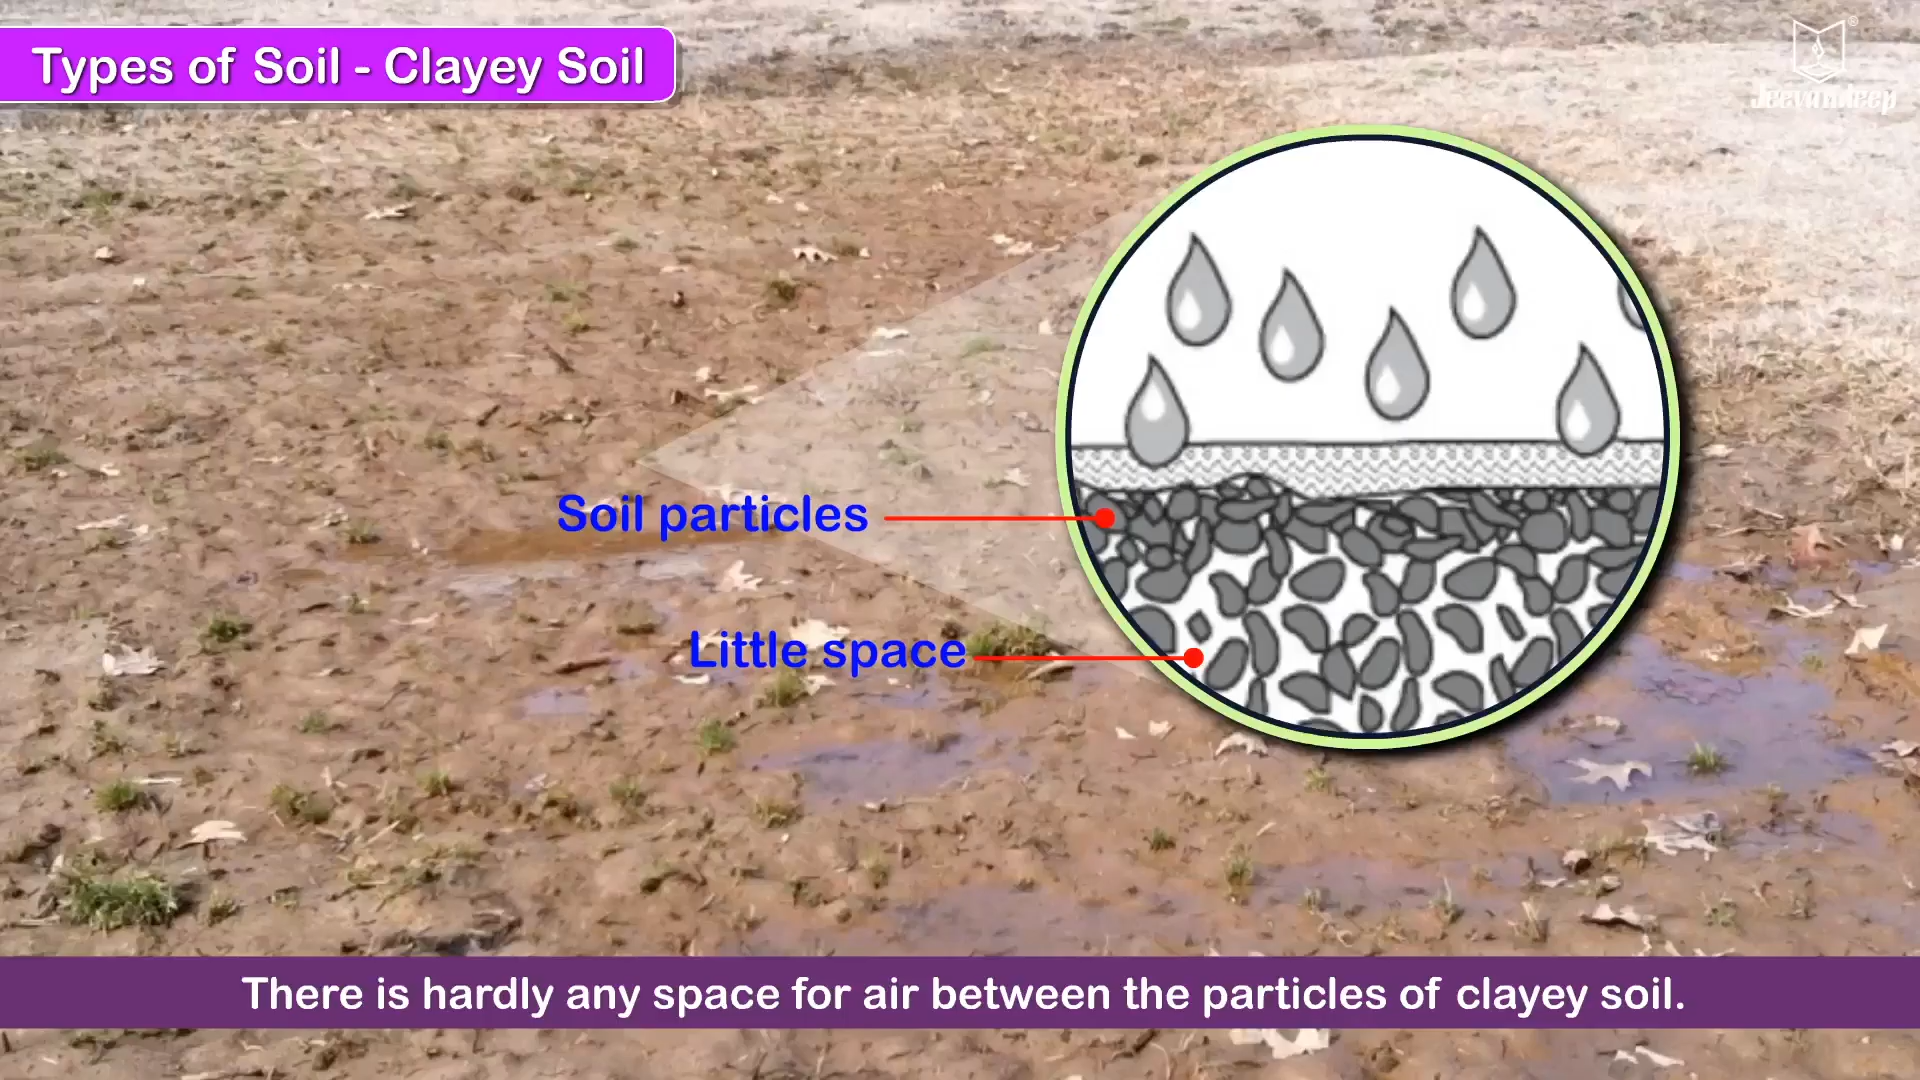 Types of Soil - Clayey Soil
Jeevandeep
Soil particles
Little space
There is hardly any space for air between the particles of clayey soil.